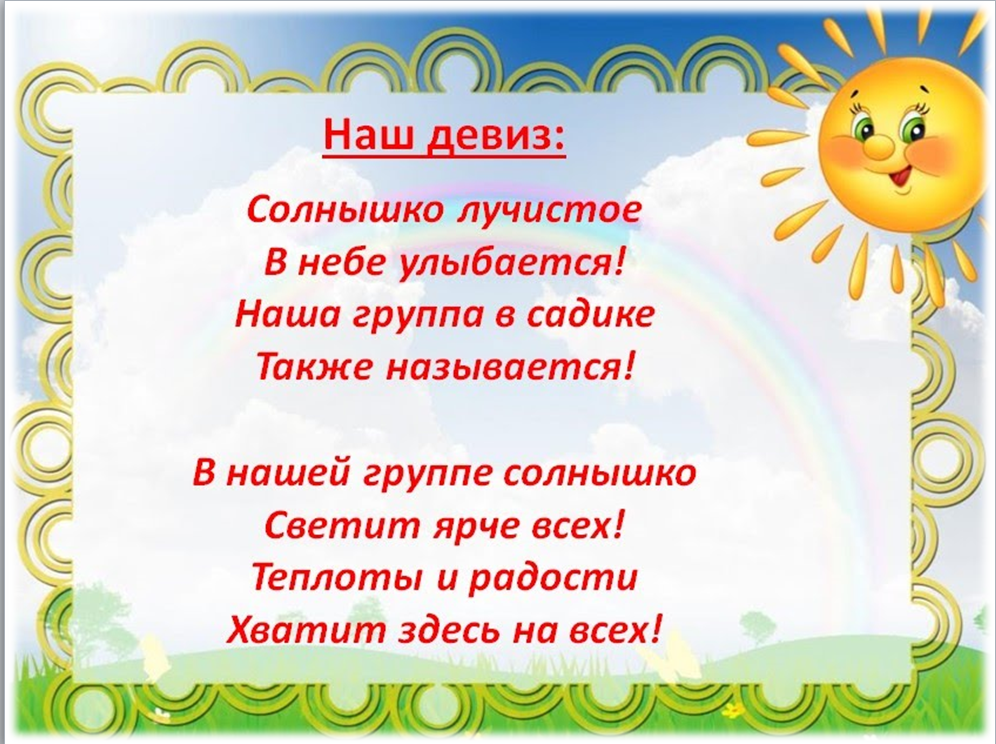 Наш девиз:
Солнышко лучистое
В небе улыбается!
Наша группа в садике
Также называется!
В нашей группе солнышко
Светит ярче всех!
Теплоты и радости
Хватит здесь на всех!